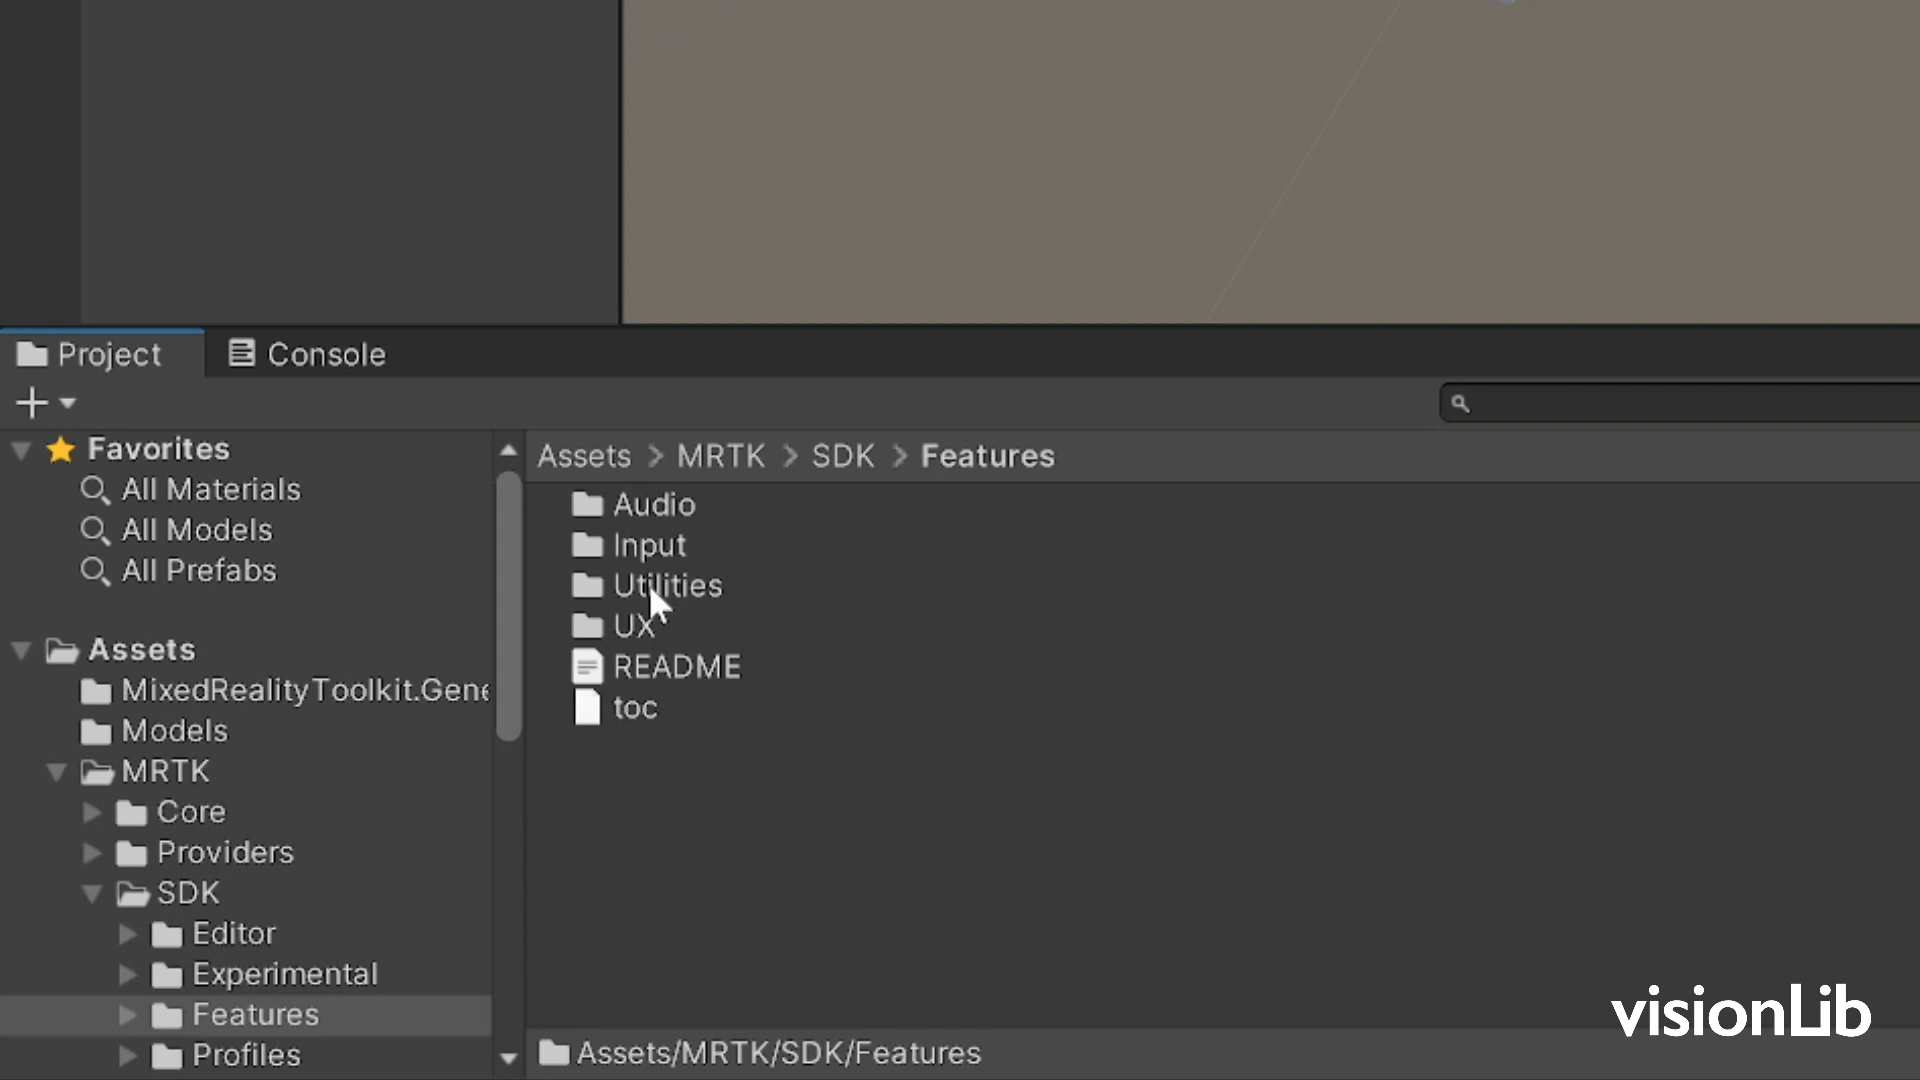 Project
Console
Favorites
All Materials
All Models
All Prefabs
Assets
MixedRealityToolkit.Gene
Models
MRTK
Core
Providers
SDK
Editor
Experimental
Features
Profiles
Assets > MRTK > SDK > Features
Audio
Input
Utilities
UX
README
toc
Assets/MRTK/SDK/Features
visionLib